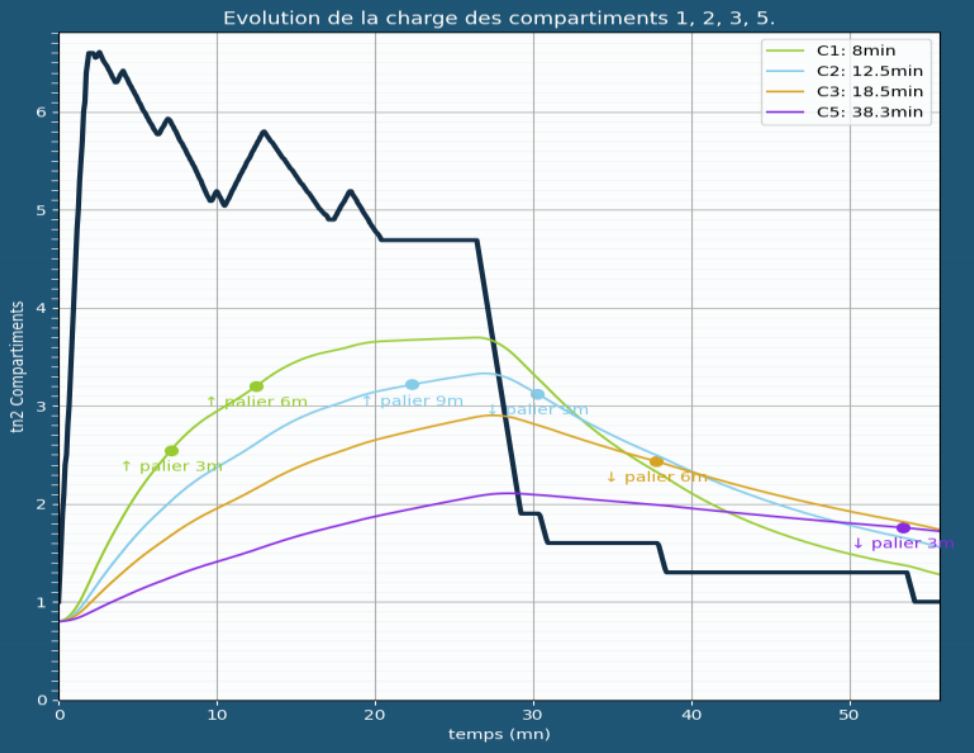 Evolution de la charge des compartiments 1, 2, 3, 5.
C1: 8min
C2: 12.5min
C3: 18.5min
C5: 38.3min
tn2 Compartiments
6
5
4
3
2
1
0
↑ palier 6m
↑ palier 9m
↓ palier 9m
↑ palier 3m
↓ palier 6m
↓ palier 3m
0 10 20 30 40 50
temps (mn)